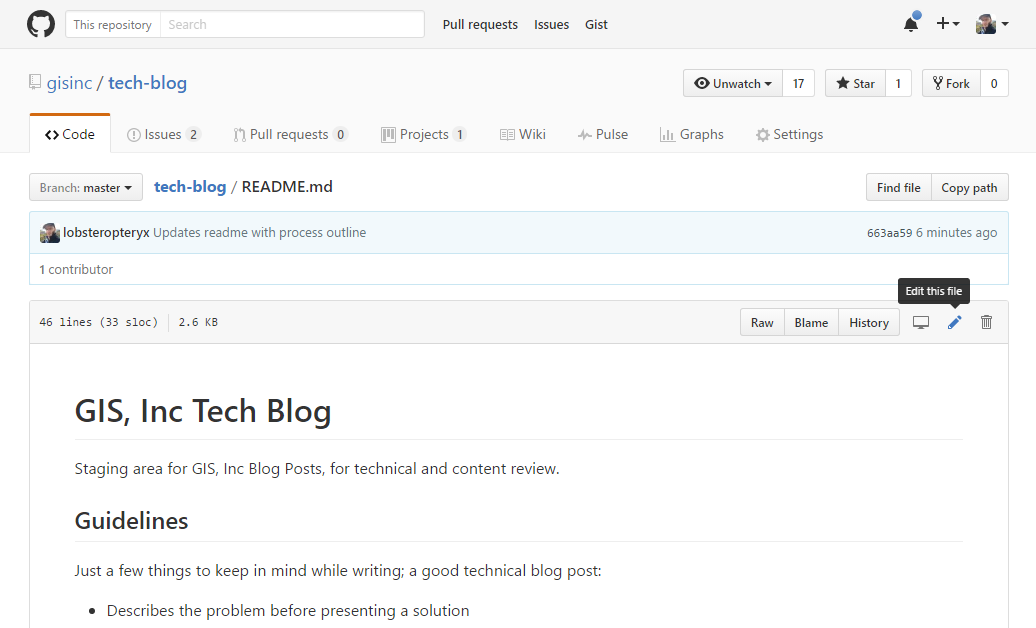 This repository Search Pull requests Issues Gist
gisinc / tech-blog Unwatch 17 Star 1 Fork 0
Code Issues 2 Pull requests 0 Projects 1 Wiki Pulse Graphs Settings
Branch: master tech-blog / README.md Find file Copy path
lobsteropteryx Updates readme with process outline 663aa59 6 minutes ago
1 contributor
Edit this file
46 lines (33 sloc) 2.6 KB Raw Blame History
GIS, Inc Tech Blog
Staging area for GIS, Inc Blog Posts, for technical and content review.
Guidelines
Just a few things to keep in mind while writing; a good technical blog post:
• Describes the problem before presenting a solution